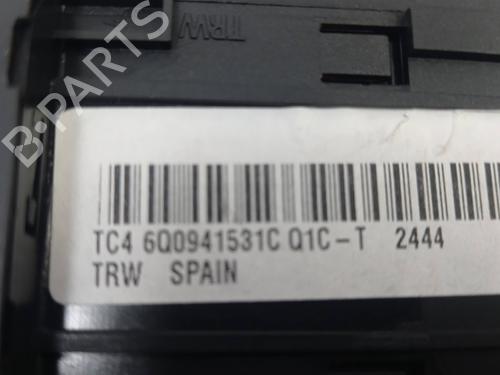 TRW
B-PARTS
TC4 6Q0941531C Q1C-T 2444
TRW SPAIN